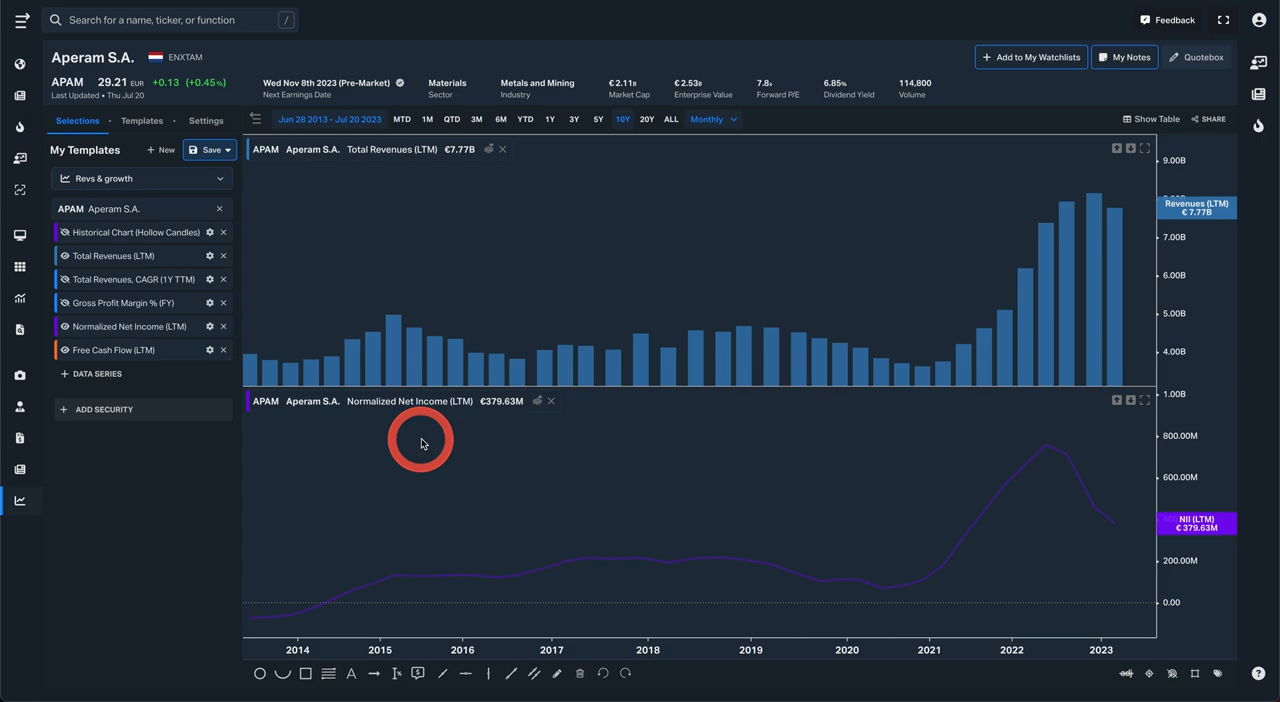 Search for a name, ticker, or function /
Feedback
Aperam S.A. ENXTAM
+ Add to My Watchlists My Notes Quotebox
APAM 29.21 EUR +0.13 (+0.45%)
Last Updated • Thu Jul 20
Wed Nov 8th 2023 (Pre-Market)
Next Earnings Date
Materials
Sector
Metals and Mining
Industry
€2.11B
Market Cap
€2.53B
Enterprise Value
7.8x
Forward P/E
6.85%
Dividend Yield
114,800
Volume
Selections • Templates • Settings
Jun 28 2013 - Jul 20 2023 MTD 1M QTD 3M 6M YTD 1Y 3Y 5Y 10Y 20Y ALL Monthly
Show Table SHARE
My Templates + New Save
Revs & growth
APAM Aperam S.A.
Historical Chart (Hollow Candles)
Total Revenues (LTM)
Total Revenues, CAGR (1Y TTM)
Gross Profit Margin % (FY)
Normalized Net Income (LTM)
Free Cash Flow (LTM)
+ DATA SERIES
+ ADD SECURITY
APAM Aperam S.A. Total Revenues (LTM) €7.77B
9.00B
Revenues (LTM)
€ 7.77B
7.00B
6.00B
5.00B
4.00B
APAM Aperam S.A. Normalized Net Income (LTM) €379.63M
1.00B
800.00M
600.00M
NII (LTM)
€ 379.63M
200.00M
0.00
2014 2015 2016 2017 2018 2019 2020 2021 2022 2023